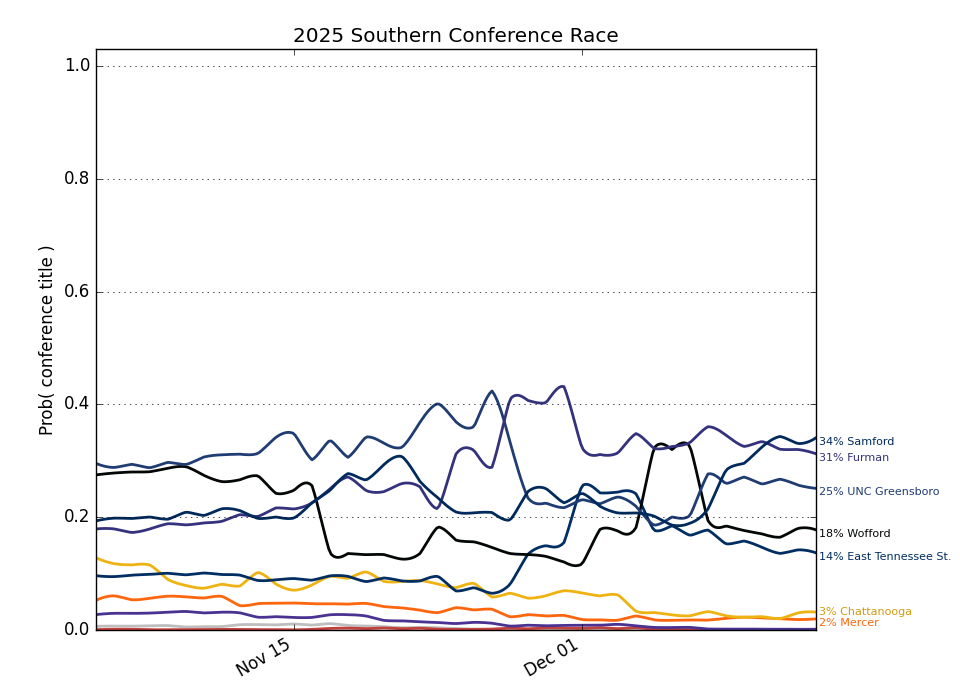 2025 Southern Conference Race
Prob( conference title )
1.0
0.8
0.6
0.4
0.2
0.0
34% Samford
31% Furman
25% UNC Greensboro
18% Wofford
14% East Tennessee St.
3% Chattanooga
2% Mercer
Nov 15
Dec 01